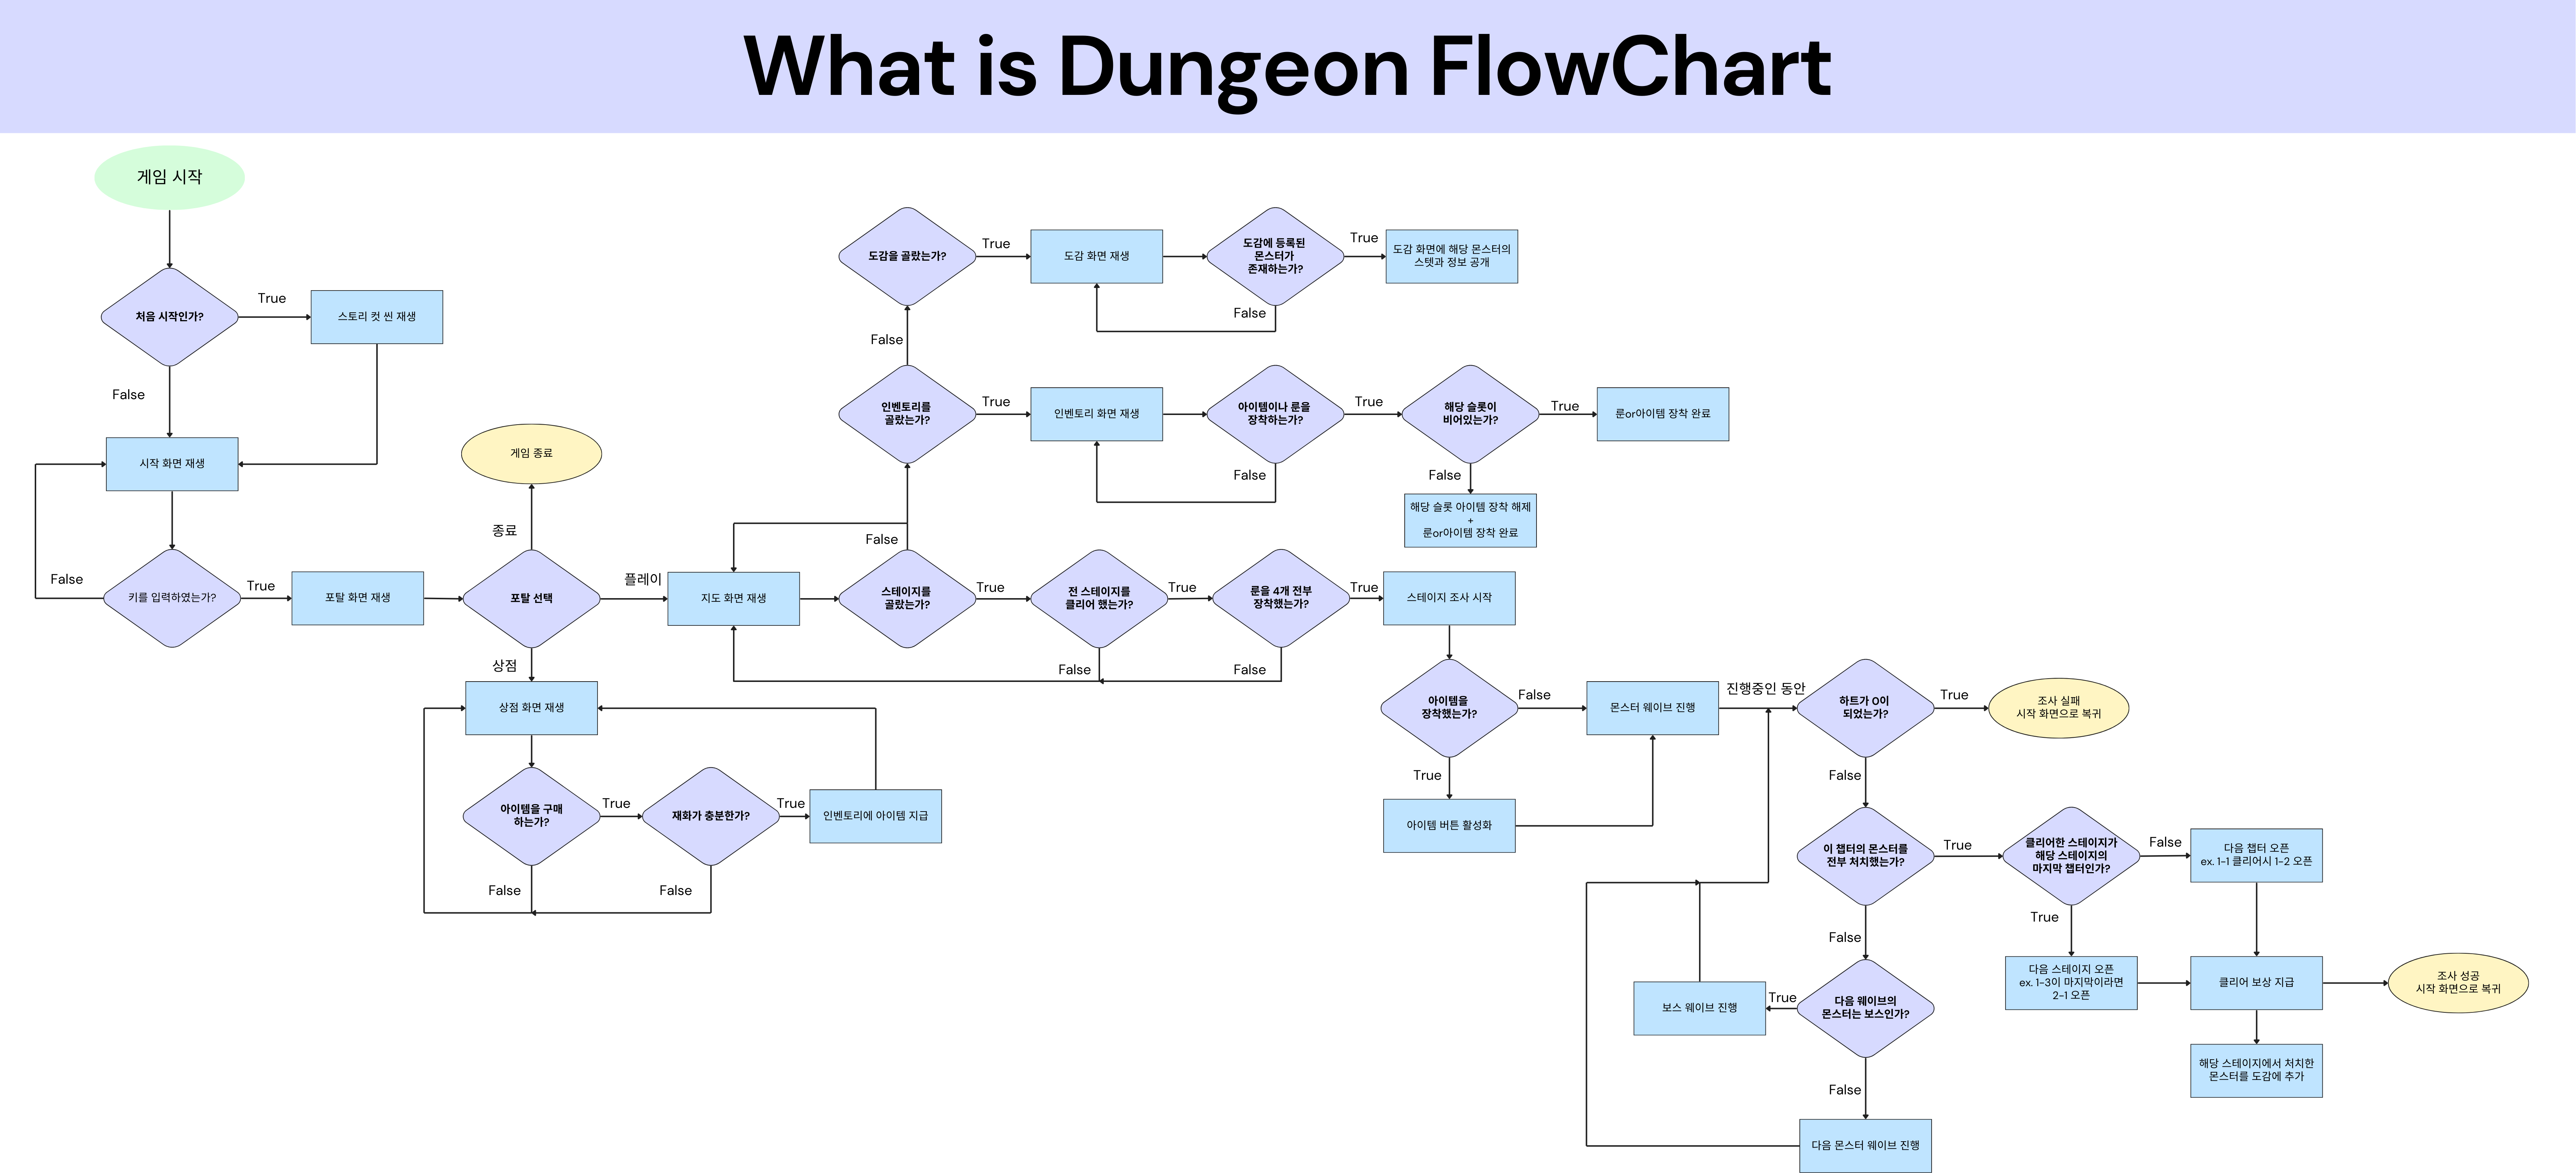 What is Dungeon FlowChart
게임 시작
처음 시작인가?
True
스토리 컷 씬 재생
False
시작 화면 재생
키를 입력하였는가?
False
True
포탈 화면 재생
포탈 선택
종료
게임 종료
플레이
상점
지도 화면 재생
스테이지를
골랐는가?
False
True
인벤토리를
골랐는가?
False
도감을 골랐는가?
True
도감 화면 재생
도감에 등록된
몬스터가
존재하는가?
True
False
도감 화면에 해당 몬스터의
스텟과 정보 공개
True
인벤토리 화면 재생
아이템이나 룬을
장착하는가?
True
False
해당 슬롯이
비어있는가?
True
룬or아이템 장착 완료
False
해당 슬롯 아이템 장착 해제
+
룬or아이템 장착 완료
전 스테이지를
클리어 했는가?
True
False
룬을 4개 전부
장착했는가?
True
False
스테이지 조사 시작
상점 화면 재생
아이템을 구매
하는가?
True
False
재화가 충분한가?
True
False
인벤토리에 아이템 지급
아이템을
장착했는가?
False
True
아이템 버튼 활성화
몬스터 웨이브 진행
진행중인 동안
하트가 0이
되었는가?
True
조사 실패
시작 화면으로 복귀
False
이 챕터의 몬스터를
전부 처치했는가?
True
클리어한 스테이지가
해당 스테이지의
마지막 챕터인가?
False
다음 챕터 오픈
ex. 1-1 클리어시 1-2 오픈
True
다음 스테이지 오픈
ex. 1-3이 마지막이라면
2-1 오픈
클리어 보상 지급
조사 성공
시작 화면으로 복귀
해당 스테이지에서 처치한
몬스터를 도감에 추가
False
다음 웨이브의
몬스터는 보스인가?
True
보스 웨이브 진행
False
다음 몬스터 웨이브 진행